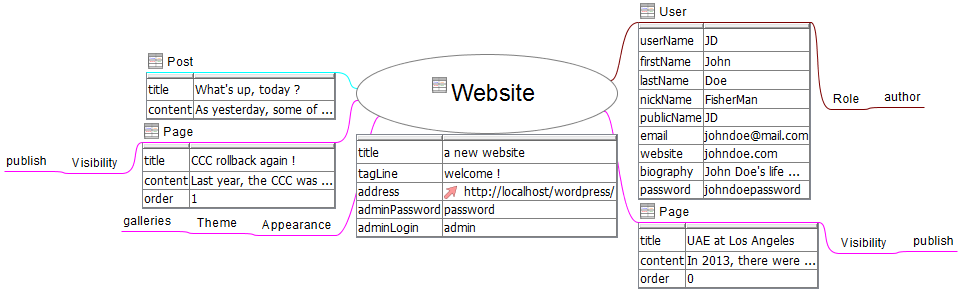 Website
title a new website
tagLine welcome !
address http://localhost/wordpress/
adminPassword password
adminLogin admin
Post
title What's up, today ?
content As yesterday, some of ...
Page
title CCC rollback again !
content Last year, the CCC was ...
order 1
Visibility
publish
Appearance
Theme
galleries
User
userName JD
firstName John
lastName Doe
nickName FisherMan
publicName JD
email johndoe@mail.com
website johndoe.com
biography John Doe's life ...
password johndoepassword
Role
author
Page
title UAE at Los Angeles
content In 2013, there were ...
order 0
Visibility
publish